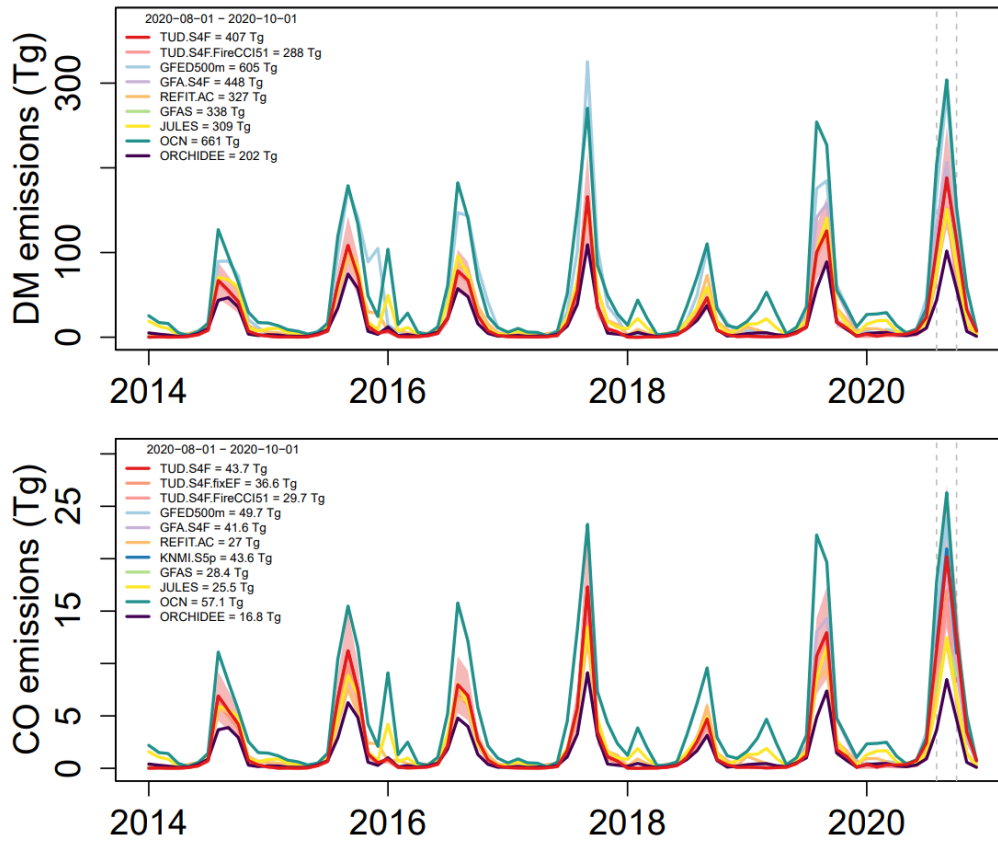 DM emissions (Tg)
300
100
0
2020-08-01 – 2020-10-01
TUD.S4F = 407 Tg
TUD.S4F.FireCCI51 = 288 Tg
GFED500m = 605 Tg
GFA.S4F = 448 Tg
REFIT.AC = 327 Tg
GFAS = 338 Tg
JULES = 309 Tg
OCN = 661 Tg
ORCHIDEE = 202 Tg
2014 2016 2018 2020
CO emissions (Tg)
25
15
5
0
2020-08-01 – 2020-10-01
TUD.S4F = 43.7 Tg
TUD.S4F.fixEF = 36.6 Tg
TUD.S4F.FireCCI51 = 29.7 Tg
GFED500m = 49.7 Tg
GFA.S4F = 41.6 Tg
REFIT.AC = 27 Tg
KNMI.S5p = 43.6 Tg
GFAS = 28.4 Tg
JULES = 25.5 Tg
OCN = 57.1 Tg
ORCHIDEE = 16.8 Tg
2014 2016 2018 2020